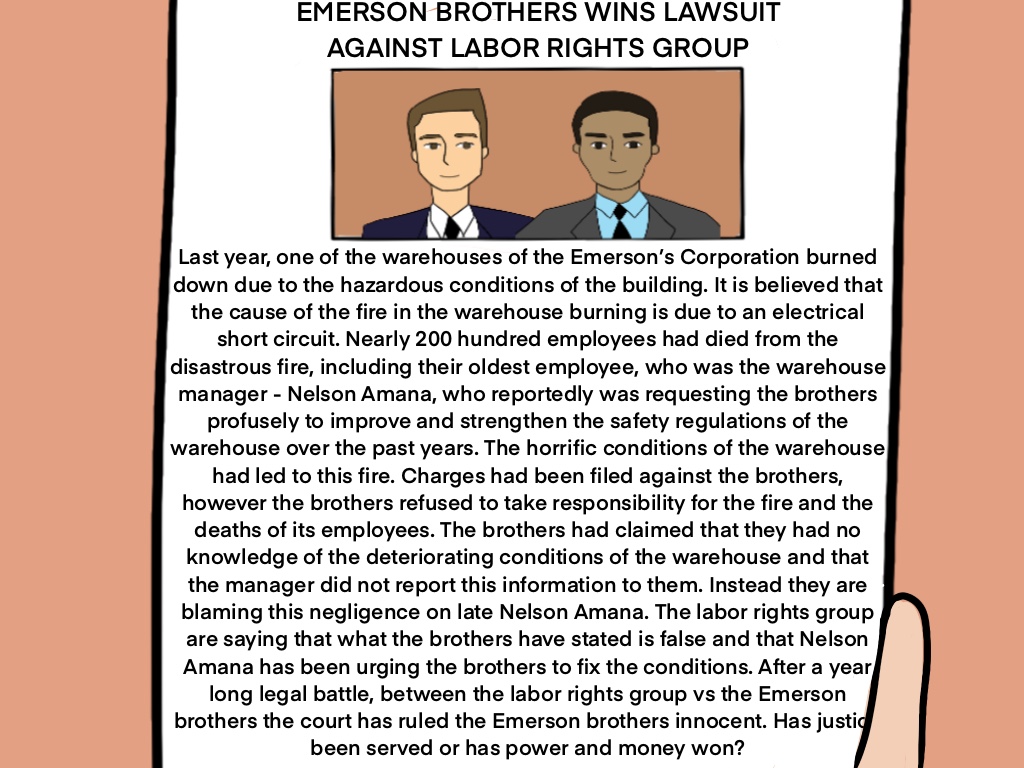 EMERSON BROTHERS WINS LAWSUIT
AGAINST LABOR RIGHTS GROUP
Last year, one of the warehouses of the Emerson's Corporation burned
down due to the hazardous conditions of the building. It is believed that
the cause of the fire in the warehouse burning is due to an electrical
short circuit. Nearly 200 hundred employees had died from the
disastrous fire, including their oldest employee, who was the warehouse
manager - Nelson Amana, who reportedly was requesting the brothers
profusely to improve and strengthen the safety regulations of the
warehouse over the past years. The horrific conditions of the warehouse
had led to this fire. Charges had been filed against the brothers,
however the brothers refused to take responsibility for the fire and the
deaths of its employees. The brothers had claimed that they had no
knowledge of the deteriorating conditions of the warehouse and that
the manager did not report this information to them. Instead they are
blaming this negligence on late Nelson Amana. The labor rights group
are saying that what the brothers have stated is false and that Nelson
Amana has been urging the brothers to fix the conditions. After a year
long legal battle, between the labor rights group vs the Emerson
brothers the court has ruled the Emerson brothers innocent. Has justic
been served or has power and money won?